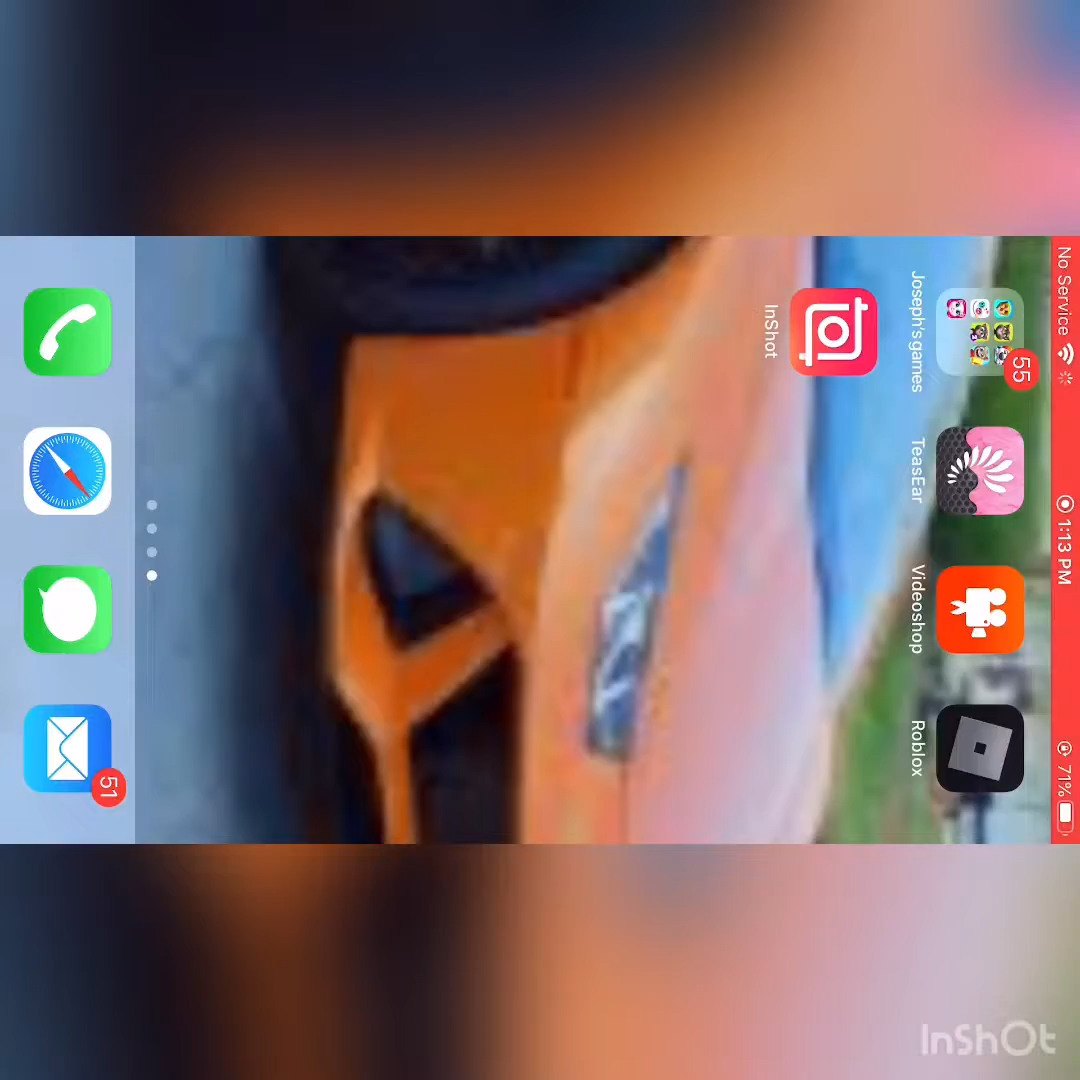 No Service 1:13 PM 71%
55
Joseph's games TeasEar Videoshop Roblox
InShot
51
InShOt